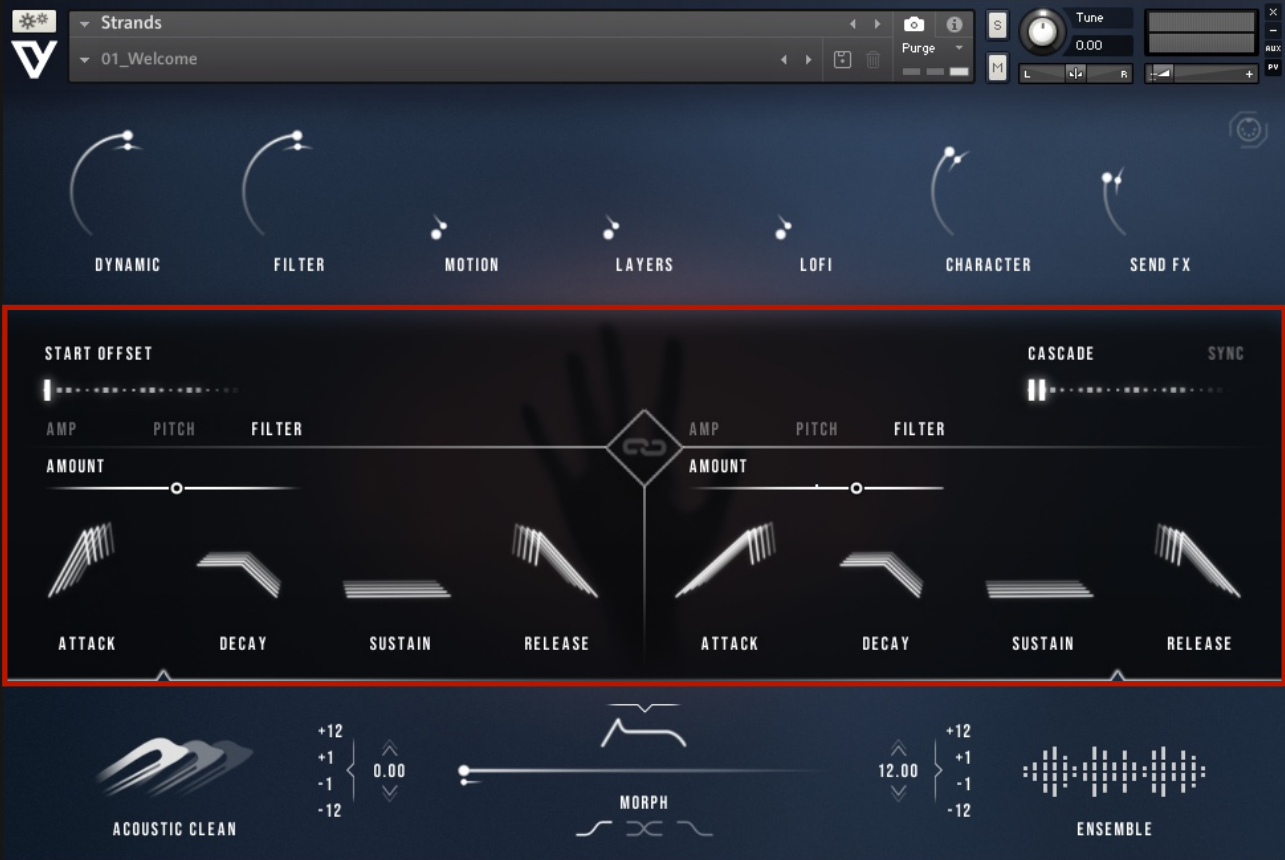 Strands
S
Tune
0.00
01_Welcome
Purge
M
L
R
+
AUX
PV
DYNAMIC
FILTER
MOTION
LAYERS
LOFI
CHARACTER
SEND FX
START OFFSET
CASCADE
SYNC
AMP
PITCH
FILTER
AMP
PITCH
FILTER
AMOUNT
AMOUNT
ATTACK
DECAY
SUSTAIN
RELEASE
ATTACK
DECAY
SUSTAIN
RELEASE
+12
+1
-1
-12
0.00
12.00
+12
+1
-1
-12
MORPH
ACOUSTIC CLEAN
ENSEMBLE